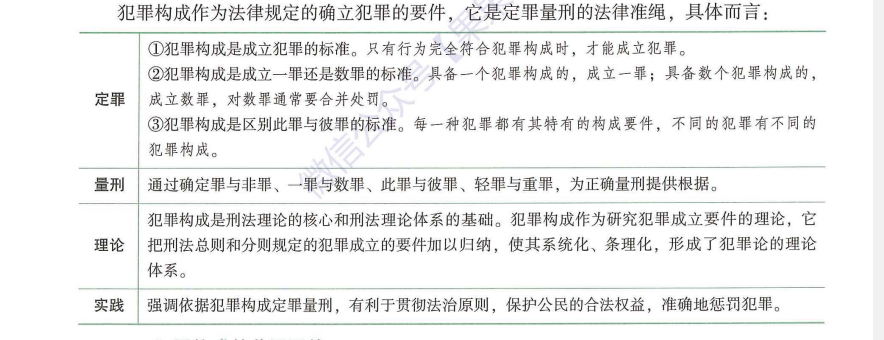 犯罪构成作为法律规定的确立犯罪的要件，它是定罪量刑的法律准绳，具体而言：
定罪
①犯罪构成是成立犯罪的标准。只有行为完全符合犯罪构成时，才能成立犯罪。
②犯罪构成是成立一罪还是数罪的标准。具备一个犯罪构成的，成立一罪；具备数个犯罪构成的，
成立数罪，对数罪通常要合并处罚。
③犯罪构成是区别此罪与彼罪的标准。每一种犯罪都有其特有的构成要件，不同的犯罪有不同的
犯罪构成。
量刑
通过确定罪与非罪、一罪与数罪、此罪与彼罪、轻罪与重罪，为正确量刑提供根据。
理论
犯罪构成是刑法理论的核心和刑法理论体系的基础。犯罪构成作为研究犯罪成立要件的理论，它
把刑法总则和分则规定的犯罪成立的要件加以归纳，使其系统化、条理化，形成了犯罪论的理论
体系。
实践
强调依据犯罪构成定罪量刑，有利于贯彻法治原则，保护公民的合法权益，准确地惩罚犯罪。
微信公众号